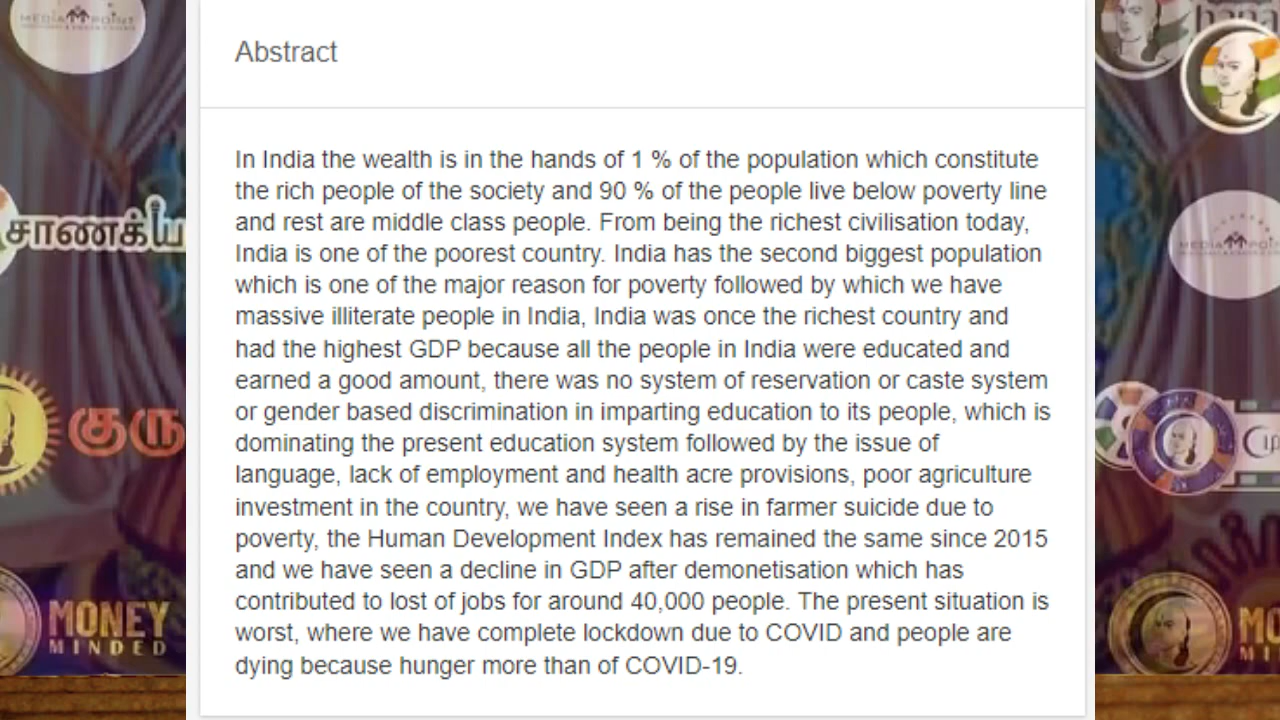 MEDIA POINT
Abstract
In India the wealth is in the hands of 1 % of the population which constitute
the rich people of the society and 90 % of the people live below poverty line
and rest are middle class people. From being the richest civilisation today,
India is one of the poorest country. India has the second biggest population
which is one of the major reason for poverty followed by which we have
massive illiterate people in India, India was once the richest country and
had the highest GDP because all the people in India were educated and
earned a good amount, there was no system of reservation or caste system
or gender based discrimination in imparting education to its people, which is
dominating the present education system followed by the issue of
language, lack of employment and health acre provisions, poor agriculture
investment in the country, we have seen a rise in farmer suicide due to
poverty, the Human Development Index has remained the same since 2015
and we have seen a decline in GDP after demonetisation which has
contributed to lost of jobs for around 40,000 people. The present situation is
worst, where we have complete lockdown due to COVID and people are
dying because hunger more than of COVID-19.
சாணக்ய
குரு
MONEY
MINDED
MEDIA POINT